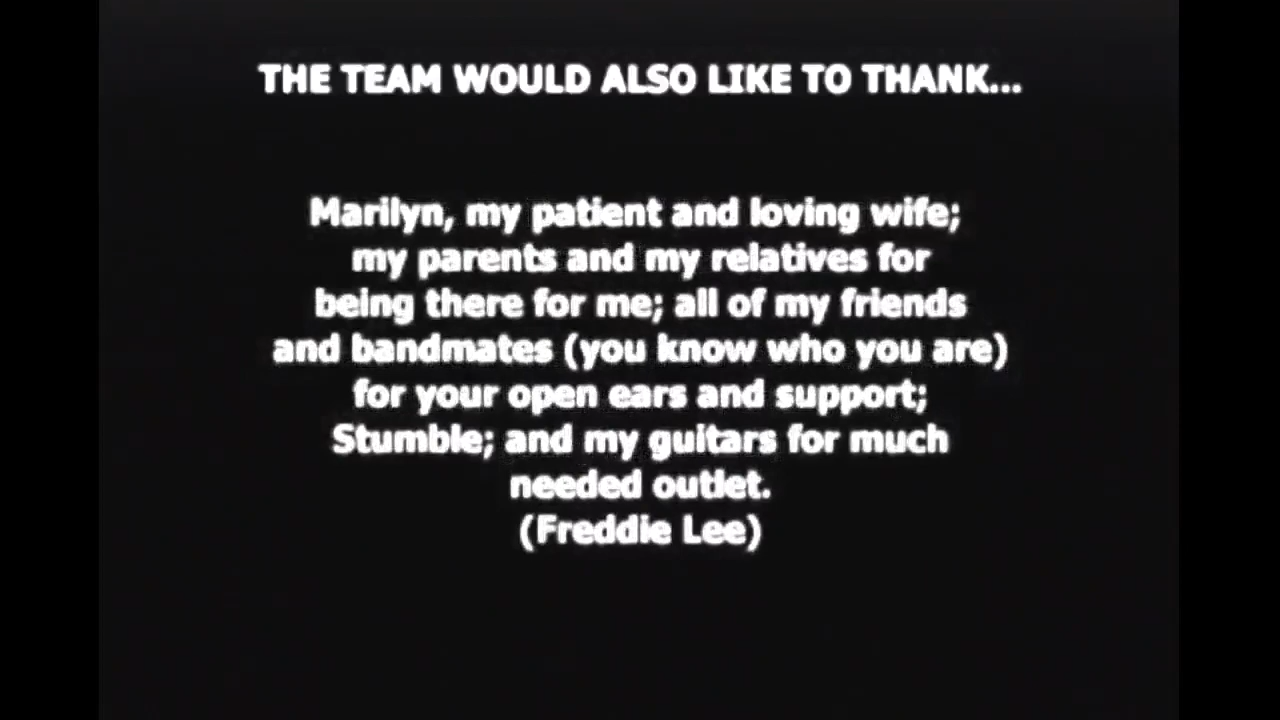 THE TEAM WOULD ALSO LIKE TO THANK...
Marilyn, my patient and loving wife;
my parents and my relatives for
being there for me; all of my friends
and bandmates (you know who you are)
for your open ears and support;
Stumble; and my guitars for much
needed outlet.
(Freddie Lee)